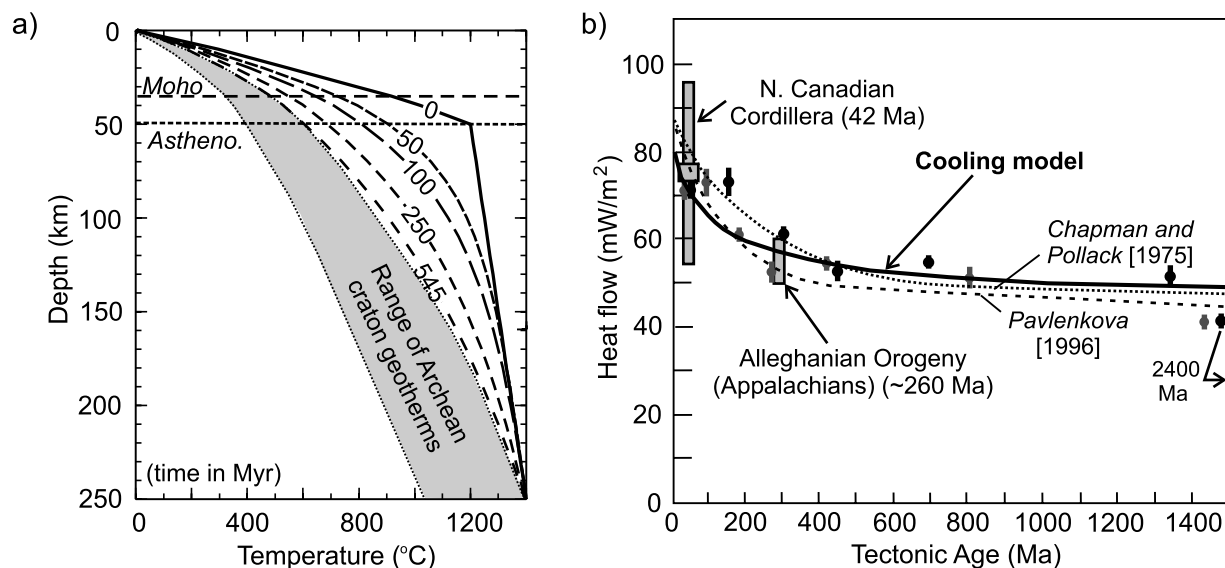 a)
0
50
100
150
200
250
Depth (km)
Moho
Astheno.
0
50
100
250
545
Range of Archean
craton geotherms
(time in Myr)
0
400
800
1200
Temperature (°C)
b)
100
80
60
40
20
0
Heat flow (mW/m²)
N. Canadian
Cordillera (42 Ma)
Cooling model
Chapman and
Pollack [1975]
Pavlenkova
[1996]
Alleghanian Orogeny
(Appalachians) (~260 Ma)
2400
Ma
0
200
400
600
800
1000
1200
1400
Tectonic Age (Ma)